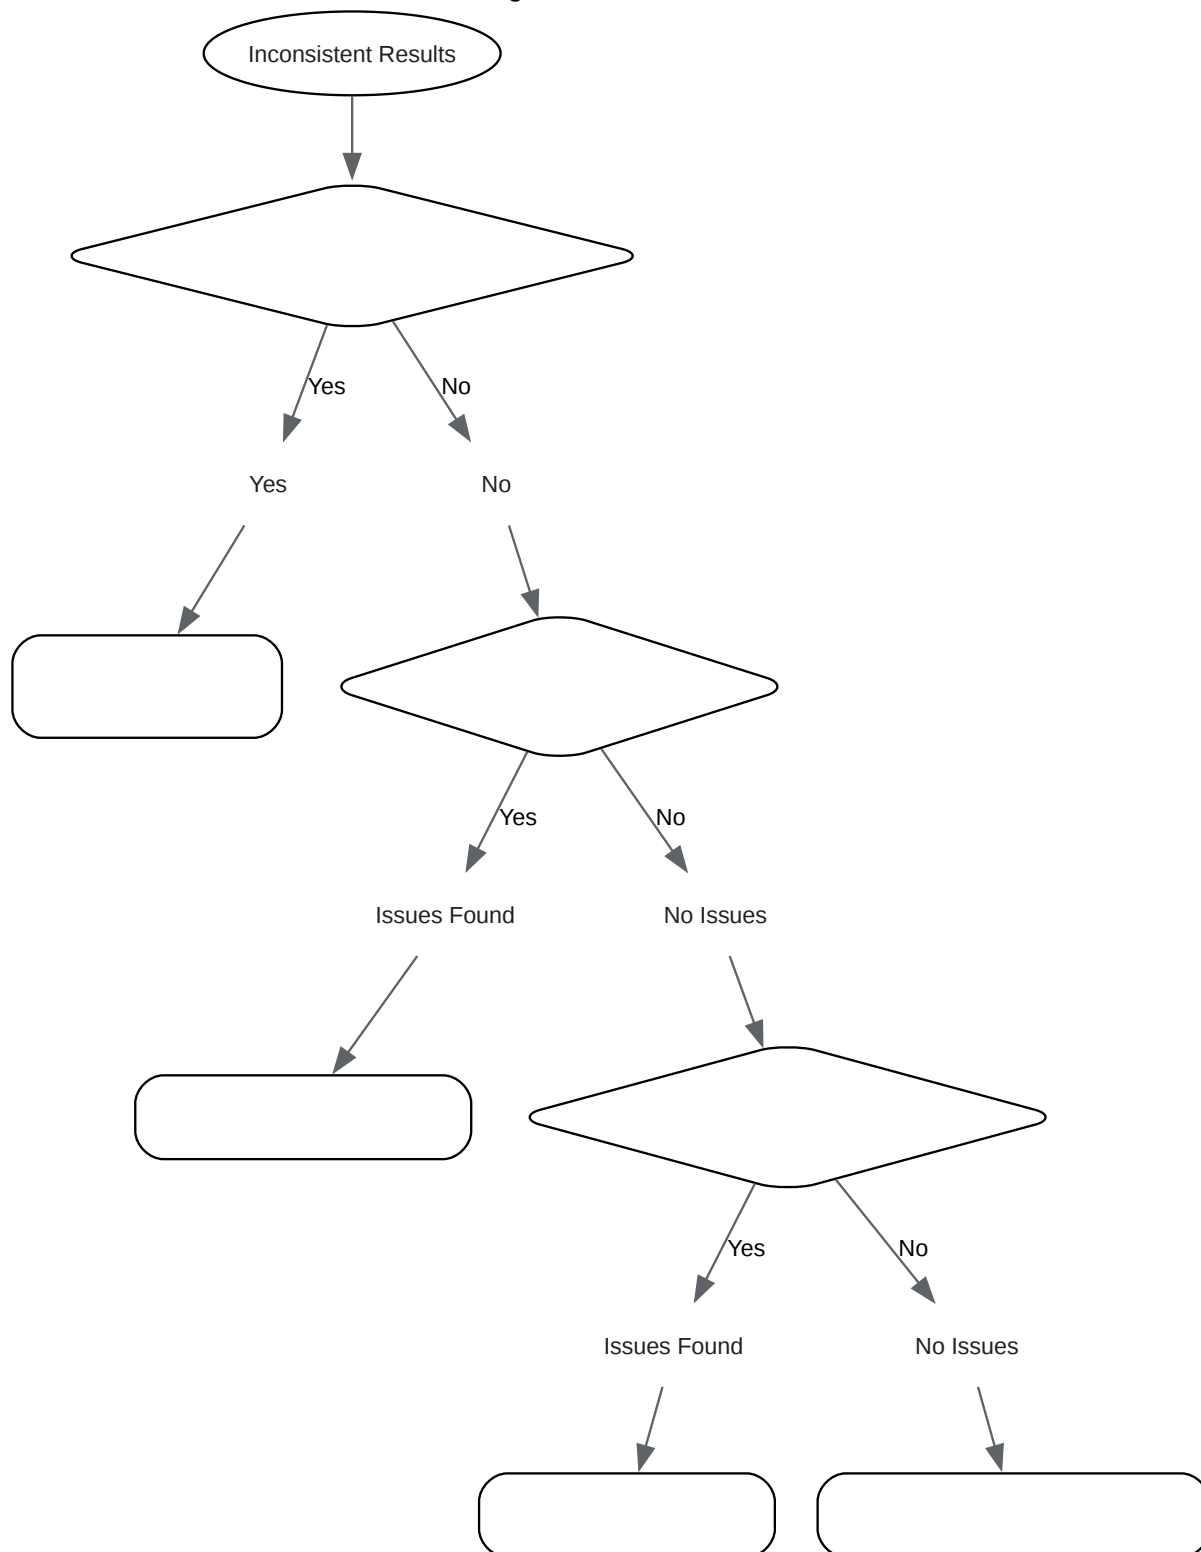 Inconsistent Results
Yes
No
Yes
No
Yes
No
Issues Found
No Issues
Yes
No
Issues Found
No Issues